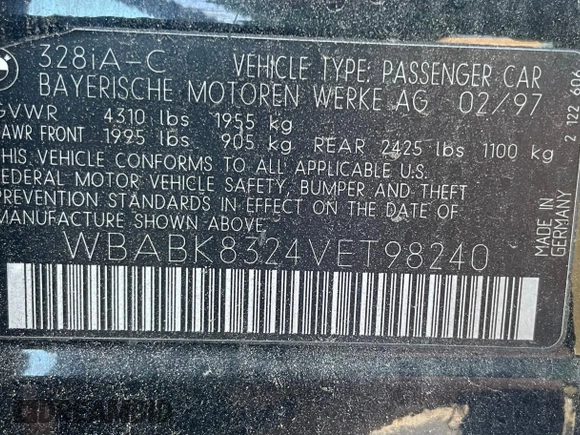 328iA-C VEHICLE TYPE: PASSENGER CAR
BAYERISCHE MOTOREN WERKE AG 02/97
GVWR 4310 lbs 1955 kg
GAWR FRONT 1995 lbs 905 kg REAR 2425 lbs 1100 kg
THIS VEHICLE CONFORMS TO ALL APPLICABLE U.S.
FEDERAL MOTOR VEHICLE SAFETY, BUMPER AND THEFT
PREVENTION STANDARDS IN EFFECT ON THE DATE OF
MANUFACTURE SHOWN ABOVE
WBABK8324VET98240
2 122 606
MADE IN
GERMANY
DREAMBID